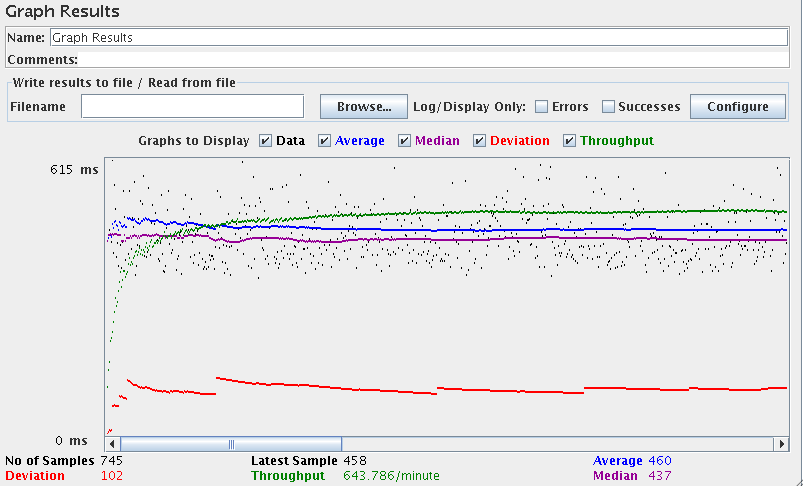 Graph Results
Name: Graph Results
Comments:
Write results to file / Read from file
Filename Browse... Log/Display Only: Errors Successes Configure
Graphs to Display Data Average Median Deviation Throughput
615 ms
0 ms
No of Samples 745 Latest Sample 458 Average 460
Deviation 102 Throughput 643.786/minute Median 437